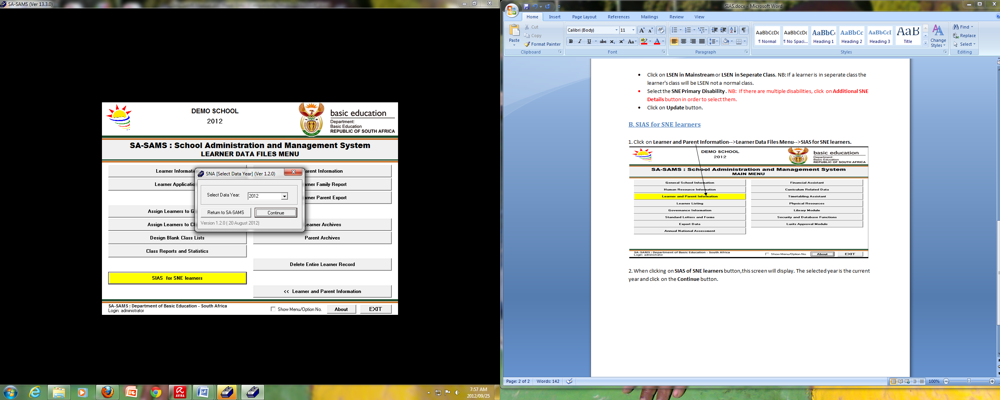 SA-SAMS (Ver 13.3.0)
DEMO SCHOOL
2012
basic education
Department:
Basic Education
REPUBLIC OF SOUTH AFRICA
SA-SAMS : School Administration and Management System
LEARNER DATA FILES MENU
Learner Informati
arent Information
Learner Applicatio
rner Family Report
rner Parent Export
Assign Learners to G
Assign Learners to Cl
earner Archives
Design Blank Class Lists
Parent Archives
Class Reports and Statistics
Delete Entire Learner Record
SIAS for SNE learners
<< Learner and Parent Information
SA-SAMS : Department of Basic Education - South Africa
Login: administrator
Show Menu/Option No.
About
EXIT
SNA [Select Data Year] (Ver 1.2.0)
Select Data Year:
2012
Return to SA-SAMS
Continue
Version 1.2.0 ( 20 August 2012)
AVIRA
7:57 AM
2012/09/25
SIAS.docx - Microsoft Word
Home Insert Page Layout References Mailings Review View
Paste
Cut
Copy
Format Painter
Clipboard
Calibri (Body)
11
Font
Paragraph
AaBbCcDc AaBbCcDc AaBbC AaBbCc AaBbCcI AaB
¶ Normal ¶ No Spaci... Heading 1 Heading 2 Heading 3 Title
Change Styles
Styles
Find
Replace
Select
Editing
• Click on LSEN in Mainstream or LSEN in Seperate Class. NB: If a learner is in seperate class the
learner's class will be LSEN not a normal class.
• Select the SNE Primary Disability . NB: If there are multiple disabilities, click on Additional SNE
Details button in order to select them.
• Click on Update button.
B. SIAS for SNE learners
1. Click on Learner and Parent Information-->Learner Data Files Menu-->SIAS for SNE learners.
DEMO SCHOOL
2012
basic education
Department:
Basic Education
REPUBLIC OF SOUTH AFRICA
SA-SAMS : School Administration and Management System
MAIN MENU
General School Information
Financial Assistant
Human Resource Information
Curriculum Related Data
Learner and Parent Information
Timetabling Assistant
Learner Listing
Physical Resources
Governance Information
Library Module
Standard Letters and Forms
Security and Database Functions
Export Data
Lurits Approval Module
Annual National Assessment
SA-SAMS : Department of Basic Education - South Africa
Login: administrator
Show Menu/Option No.
About
EXIT
2. When clicking on SIAS of SNE learners button,this screen will display. The selected year is the current
year and click on the Continue button.
Page: 2 of 2
Words: 142
100%